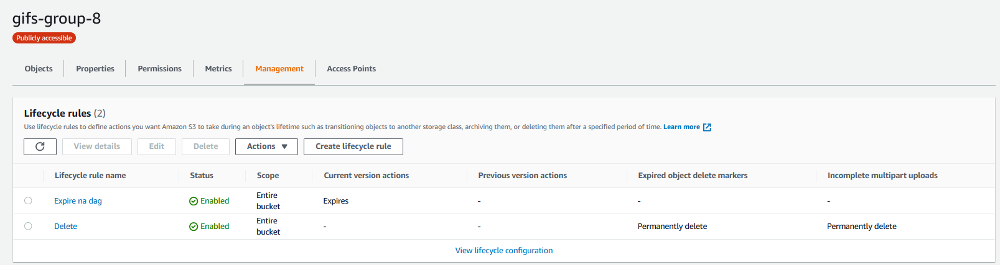 gifs-group-8
Publicly accessible
Objects Properties Permissions Metrics Management Access Points
Lifecycle rules (2)
Use lifecycle rules to define actions you want Amazon S3 to take during an object's lifetime such as transitioning objects to another storage class, archiving them, or deleting them after a specified period of time. Learn more
View details Edit Delete Actions Create lifecycle rule
Lifecycle rule name Status Scope Current version actions Previous version actions Expired object delete markers Incomplete multipart uploads
Expire na dag Enabled Entire bucket Expires - - -
Delete Enabled Entire bucket - - Permanently delete Permanently delete
View lifecycle configuration